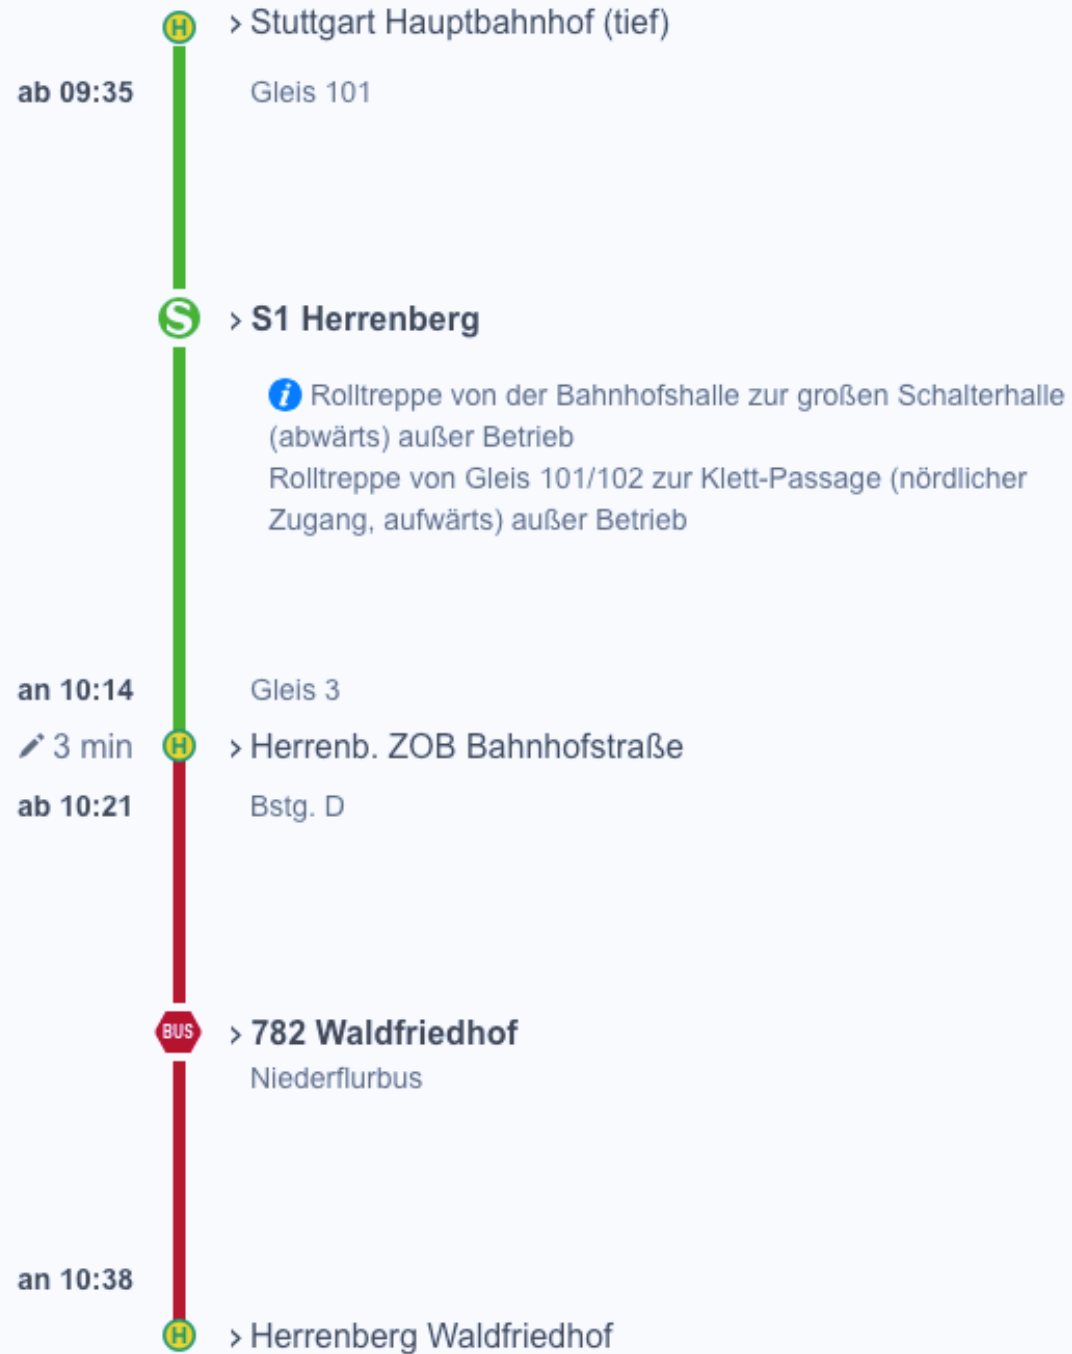 H
› Stuttgart Hauptbahnhof (tief)
ab 09:35 Gleis 101
S
› S1 Herrenberg
i Rolltreppe von der Bahnhofshalle zur großen Schalterhalle
(abwärts) außer Betrieb
Rolltreppe von Gleis 101/102 zur Klett-Passage (nördlicher
Zugang, aufwärts) außer Betrieb
an 10:14 Gleis 3
3 min H › Herrenb. ZOB Bahnhofstraße
ab 10:21 Bstg. D
BUS › 782 Waldfriedhof
Niederflurbus
an 10:38
H › Herrenberg Waldfriedhof